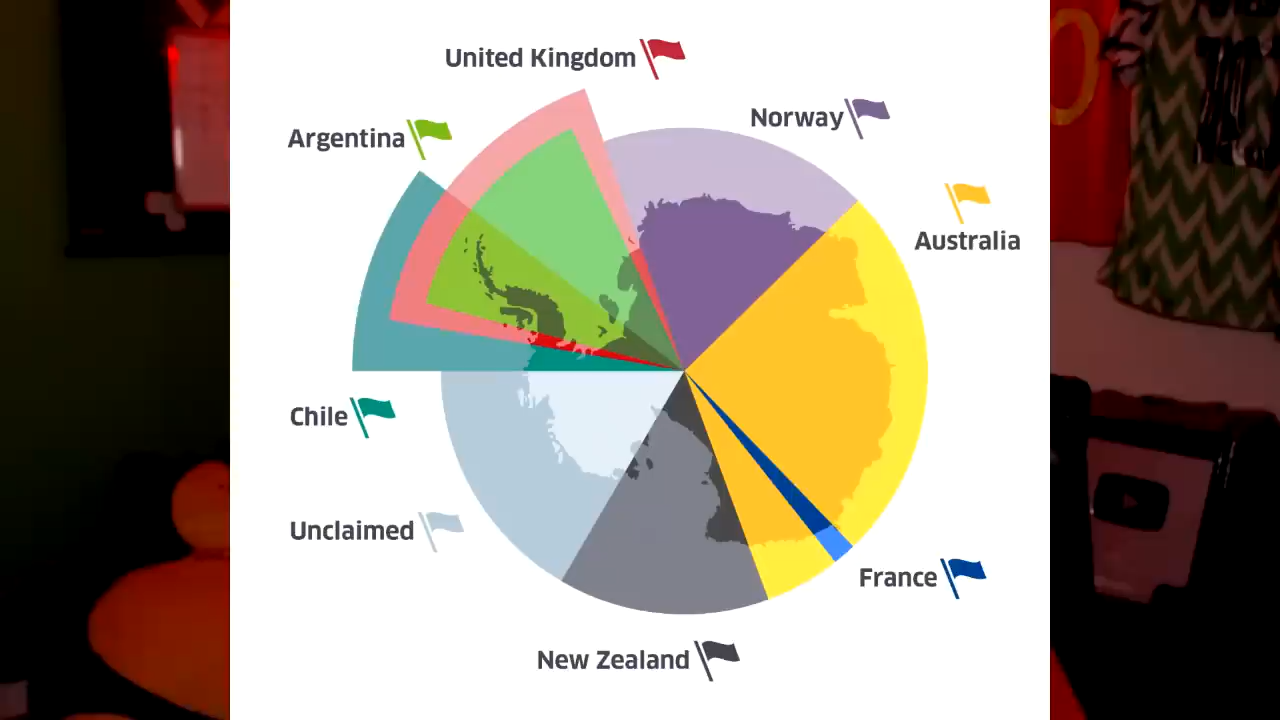 United Kingdom
Norway
Argentina
Australia
Chile
Unclaimed
France
New Zealand